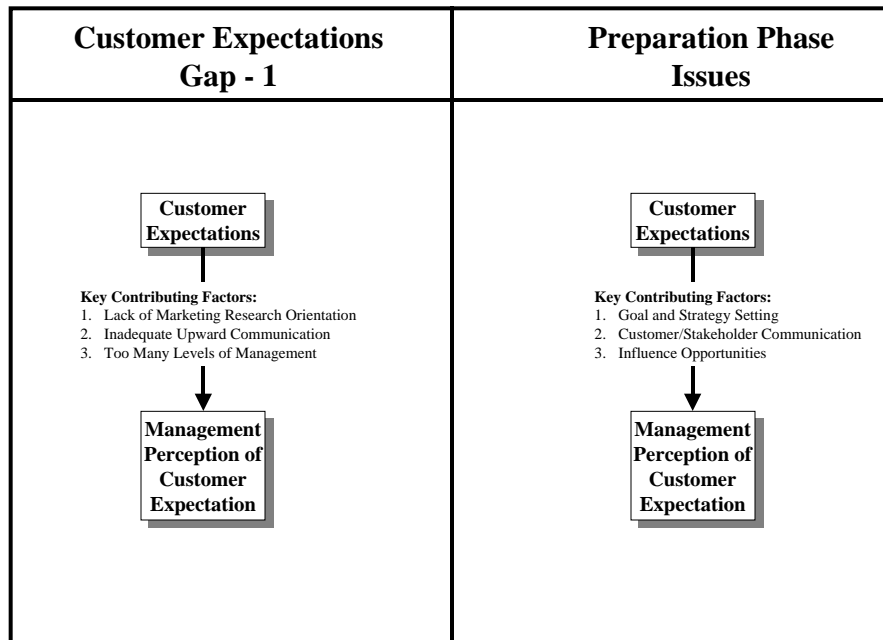 Customer Expectations
Gap - 1
Preparation Phase
Issues
Customer
Expectations
Key Contributing Factors:
1. Lack of Marketing Research Orientation
2. Inadequate Upward Communication
3. Too Many Levels of Management
Management
Perception of
Customer
Expectation
Customer
Expectations
Key Contributing Factors:
1. Goal and Strategy Setting
2. Customer/Stakeholder Communication
3. Influence Opportunities
Management
Perception of
Customer
Expectation